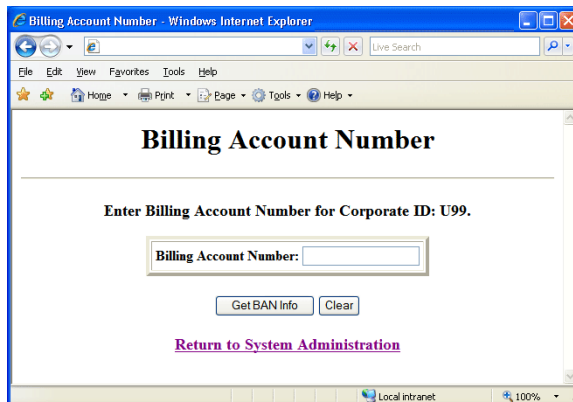 Billing Account Number - Windows Internet Explorer
Live Search
File Edit View Favorites Tools Help
Home Print Page Tools Help
Billing Account Number
Enter Billing Account Number for Corporate ID: U99.
Billing Account Number:
Get BAN Info Clear
Return to System Administration
Local intranet 100%